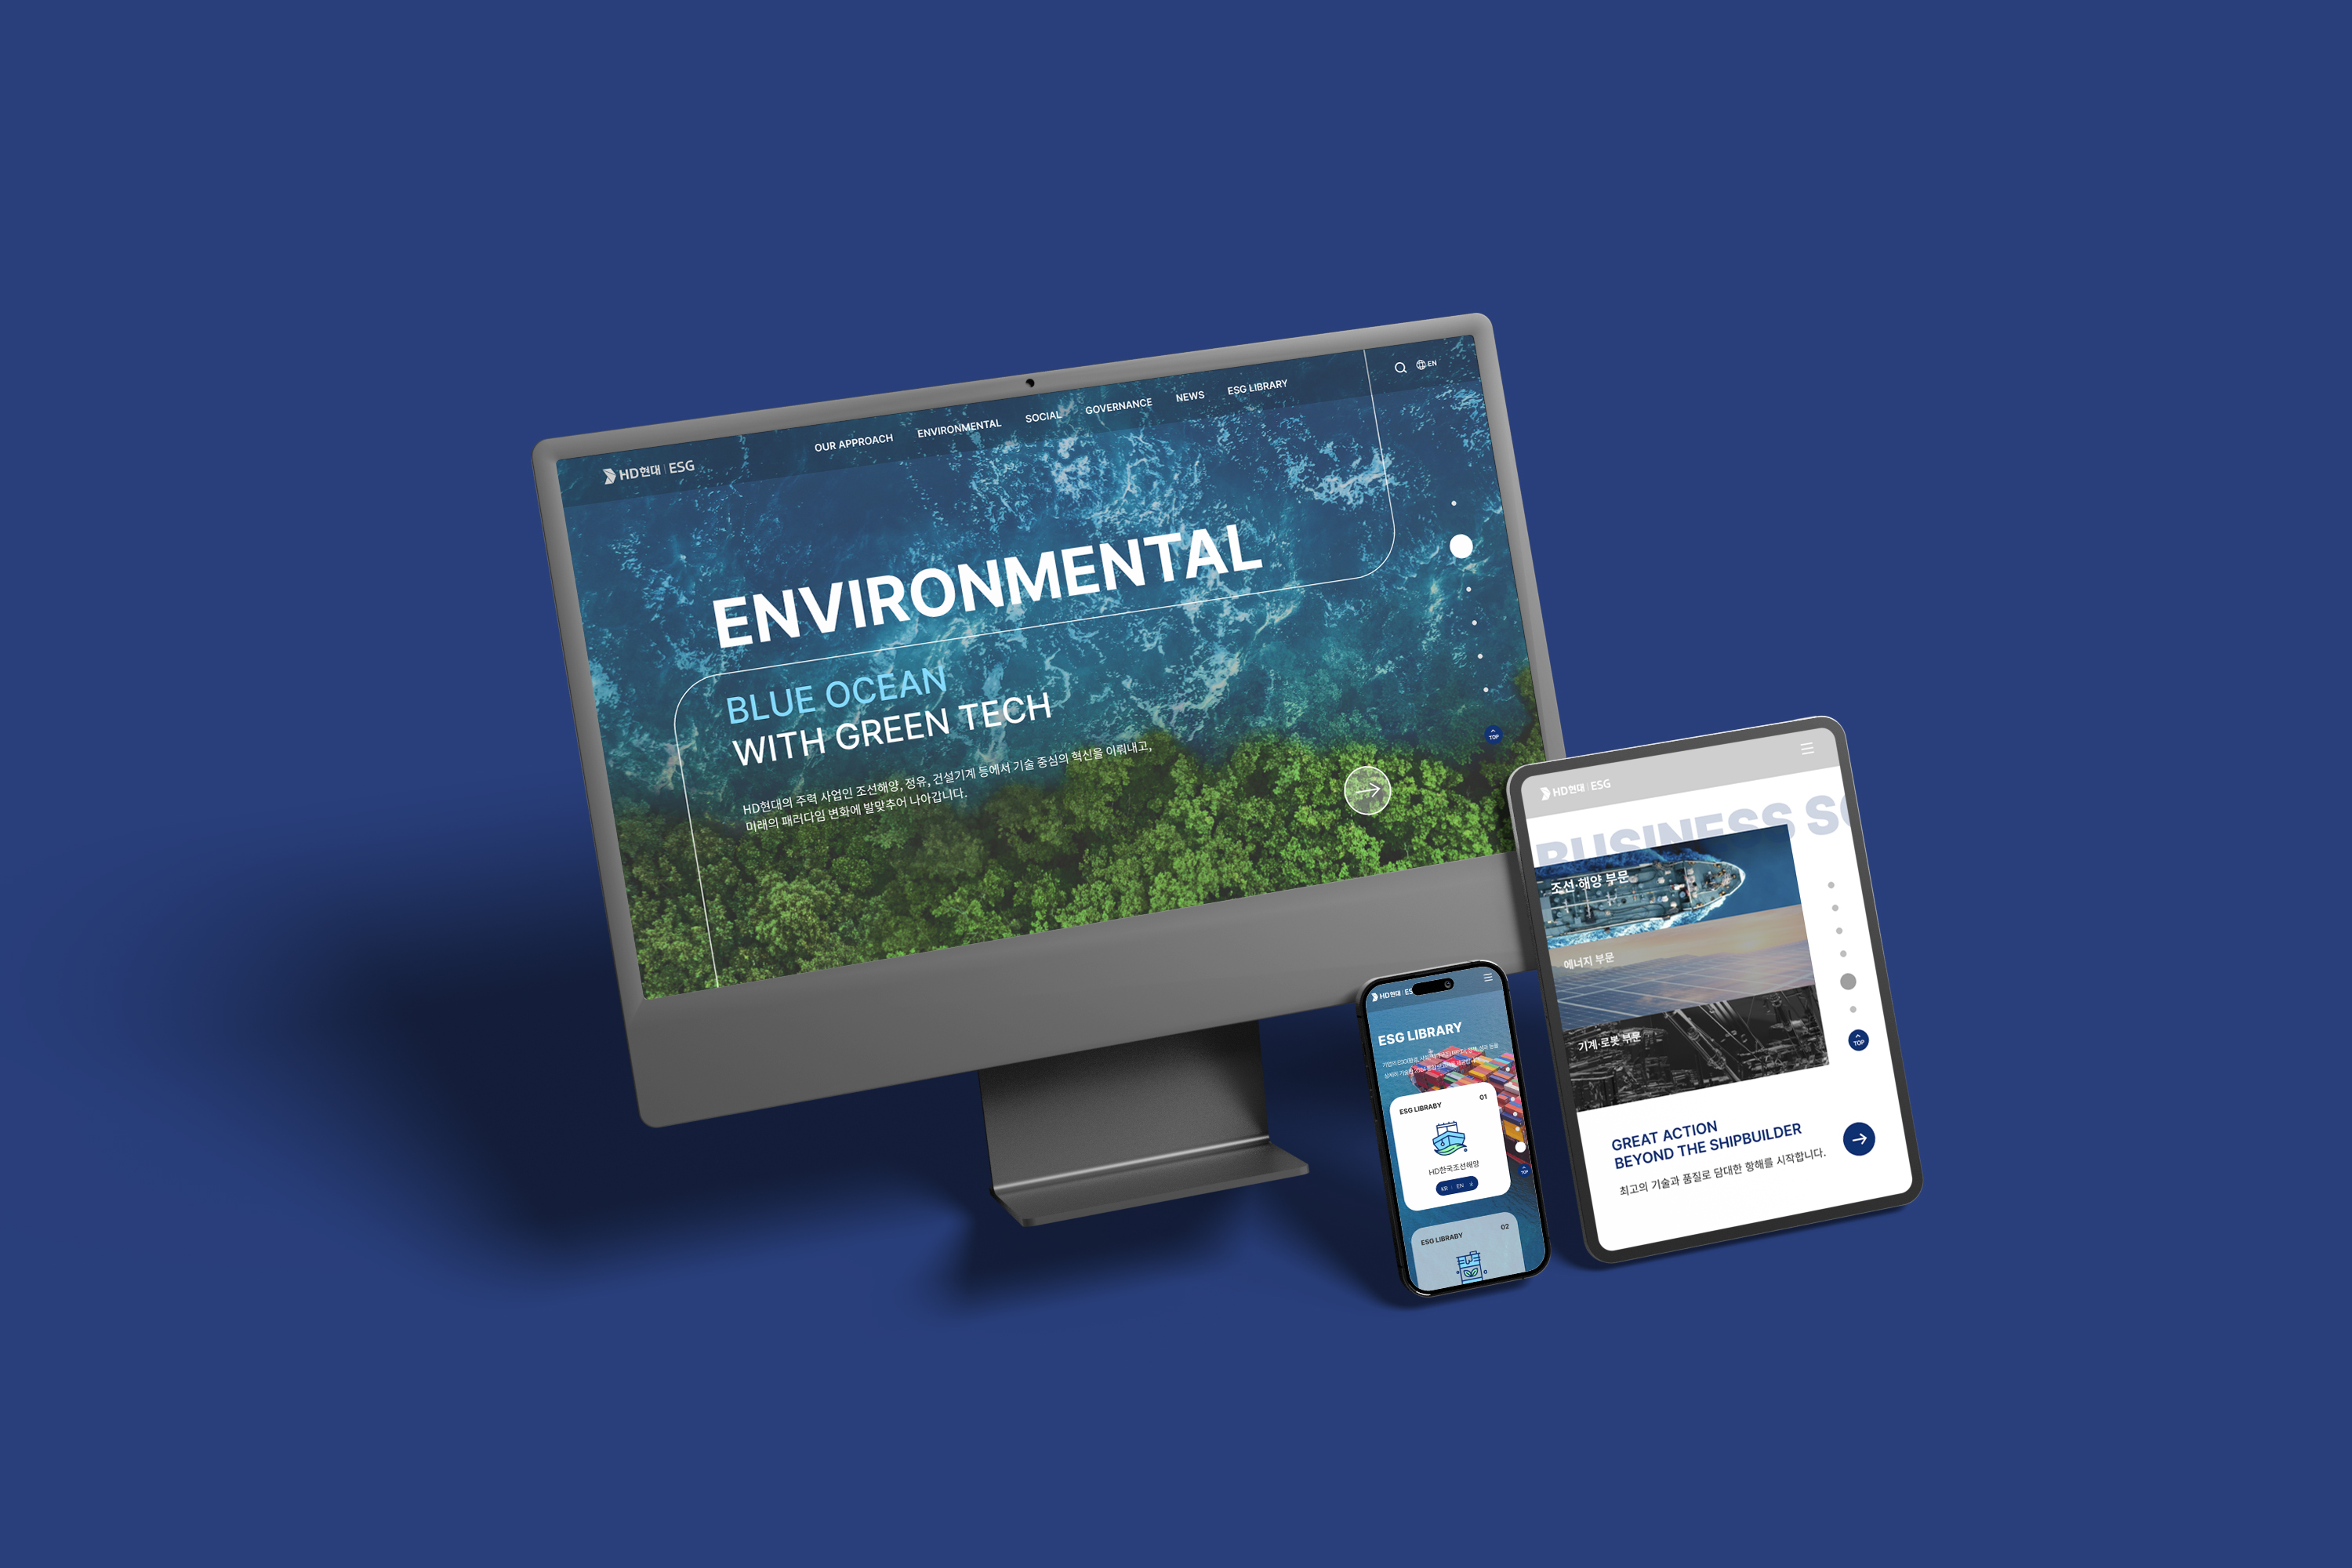 HD현대 | ESG
OUR APPROACH
ENVIRONMENTAL
SOCIAL
GOVERNANCE
NEWS
ESG LIBRARY
EN
ENVIRONMENTAL
BLUE OCEAN
WITH GREEN TECH
HD현대의 주력 사업인 조선해양, 정유, 건설기계 등에서 기술 중심의 혁신을 이뤄내고,
미래의 패러다임 변화에 발맞추어 나아갑니다.
TOP
HD현대 | ESG
BUSINESS
조선·해양 부문
에너지 부문
기계·로봇 부문
TOP
GREAT ACTION
BEYOND THE SHIPBUILDER
최고의 기술과 품질로 담대한 항해를 시작합니다.
HD현대 | ES
ESG LIBRARY
ESG LIBRABY
01
HD한국조선해양
KR
EN
TOP
ESG LIBRABY
02